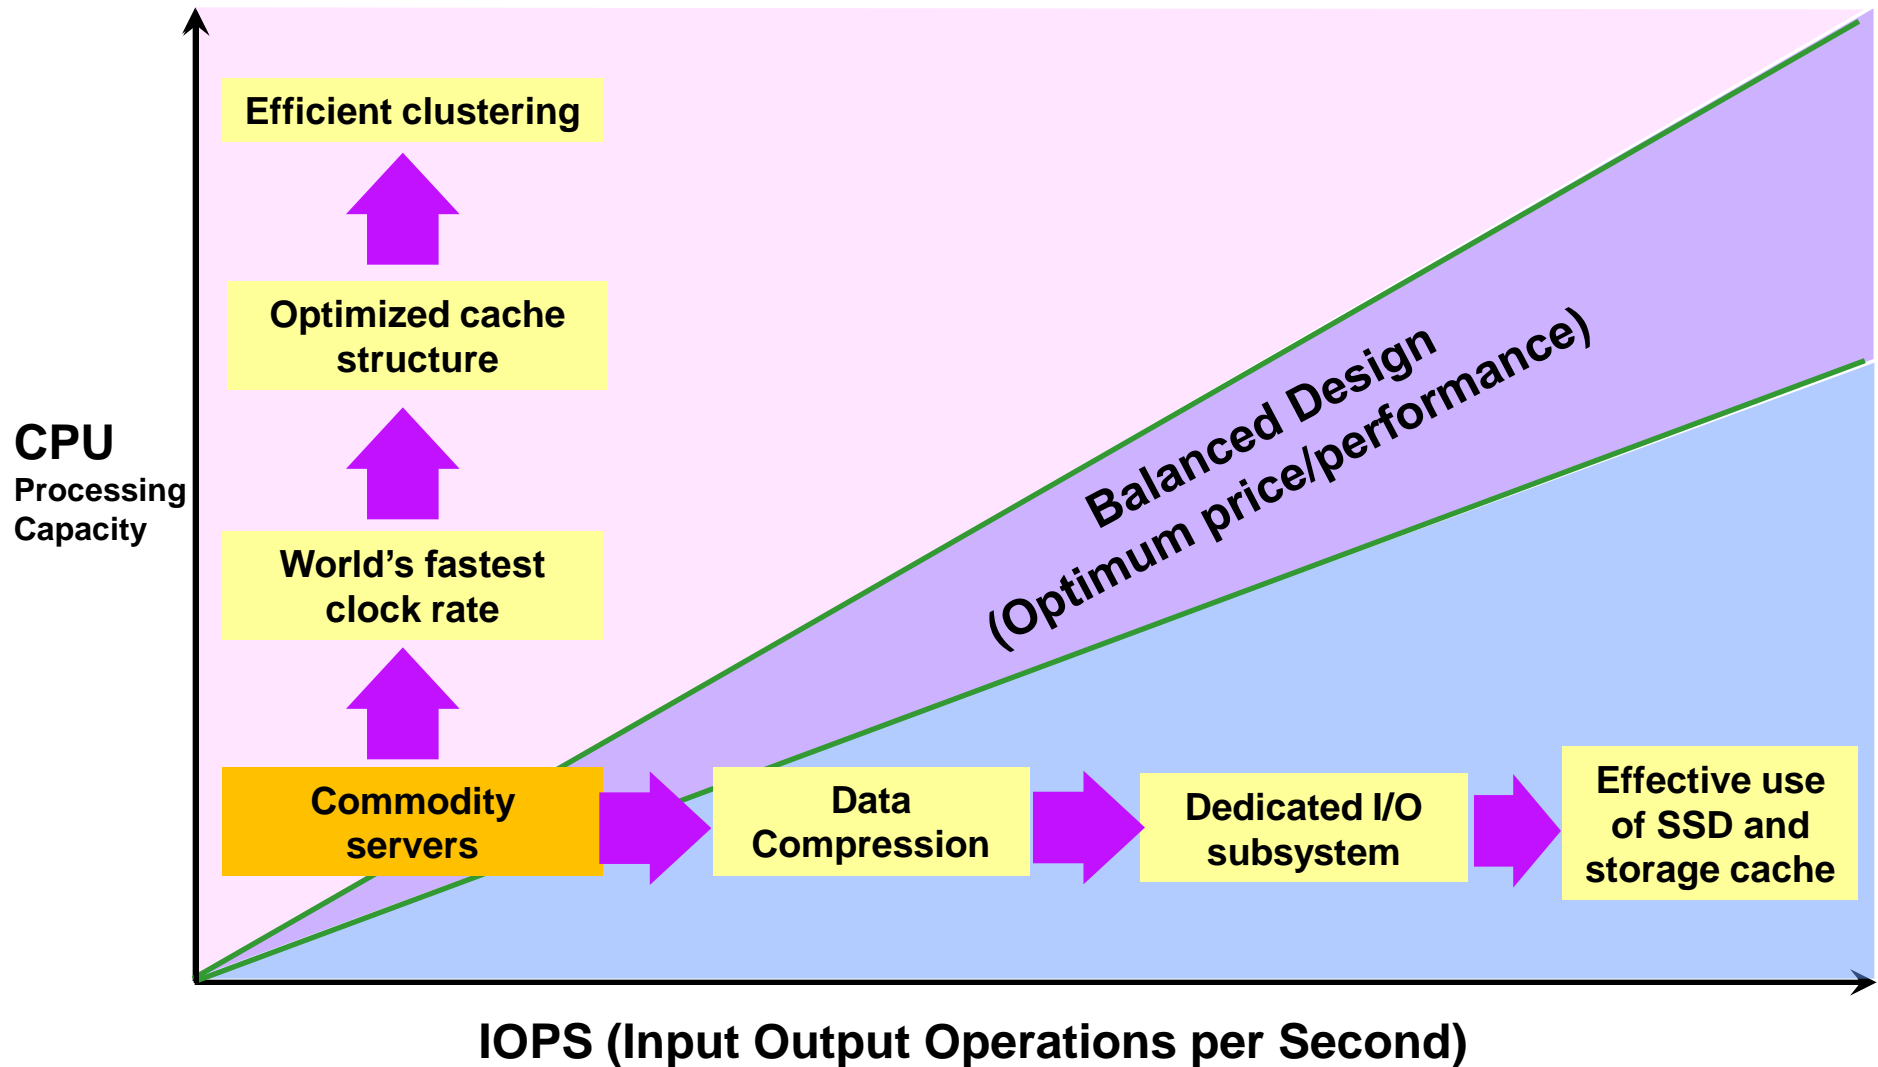 Efficient clustering
Optimized cache
structure
CPU
Processing
Capacity
World’s fastest
clock rate
Balanced Design
(Optimum price/performance)
Commodity
servers
Data
Compression
Dedicated I/O
subsystem
Effective use
of SSD and
storage cache
IOPS (Input Output Operations per Second)